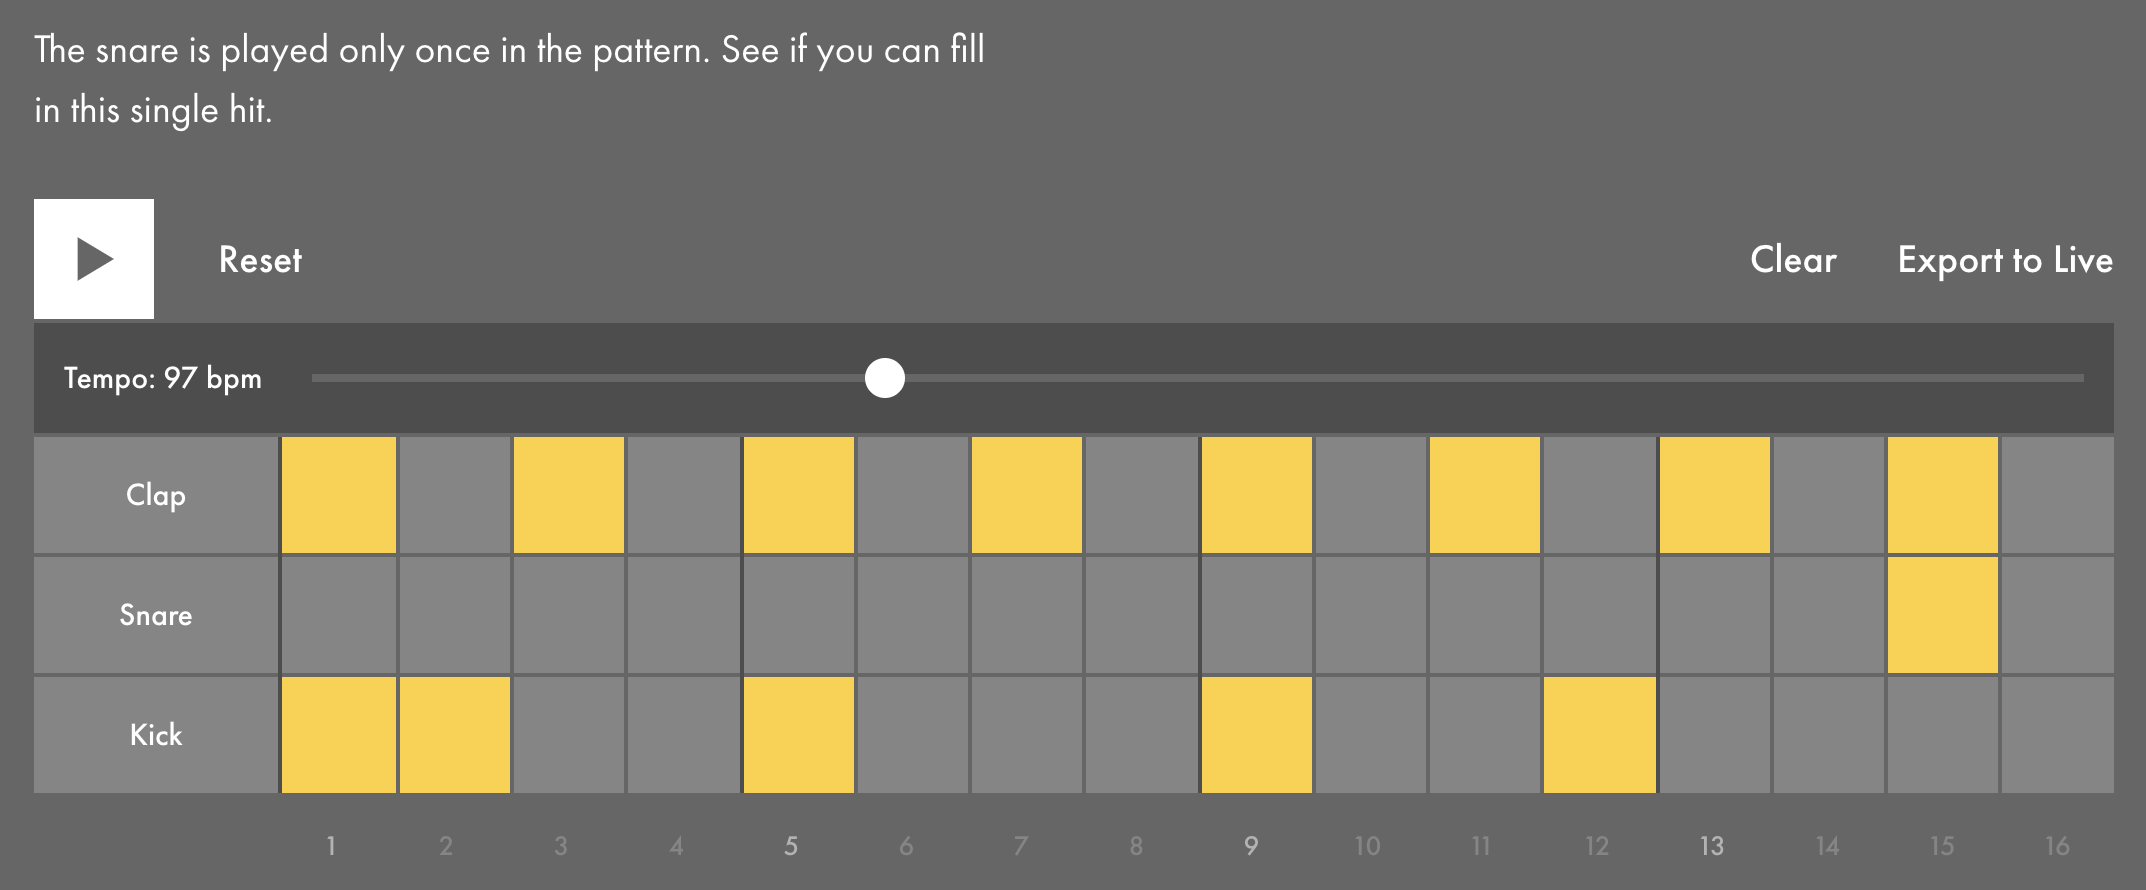 The snare is played only once in the pattern. See if you can fill
in this single hit.
Reset
Clear
Export to Live
Tempo: 97 bpm
Clap
Snare
Kick
1 2 3 4 5 6 7 8 9 10 11 12 13 14 15 16